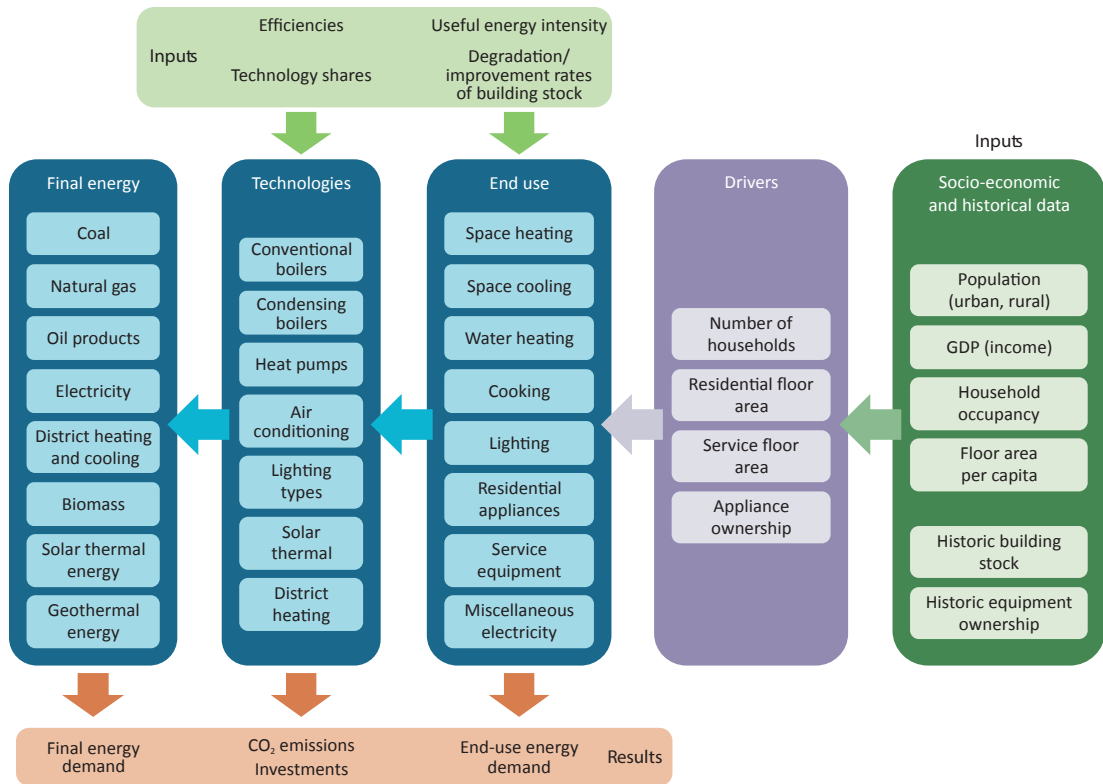 Inputs
Efficiencies
Technology shares
Useful energy intensity
Degradation/
improvement rates
of building stock
Final energy
Coal
Natural gas
Oil products
Electricity
District heating
and cooling
Biomass
Solar thermal
energy
Geothermal
energy
Technologies
Conventional
boilers
Condensing
boilers
Heat pumps
Air
conditioning
Lighting
types
Solar
thermal
District
heating
End use
Space heating
Space cooling
Water heating
Cooking
Lighting
Residential
appliances
Service
equipment
Miscellaneous
electricity
Drivers
Number of
households
Residential floor
area
Service floor
area
Appliance
ownership
Inputs
Socio-economic
and historical data
Population
(urban, rural)
GDP (income)
Household
occupancy
Floor area
per capita
Historic building
stock
Historic equipment
ownership
Final energy
demand
CO₂ emissions
Investments
End-use energy
demand
Results